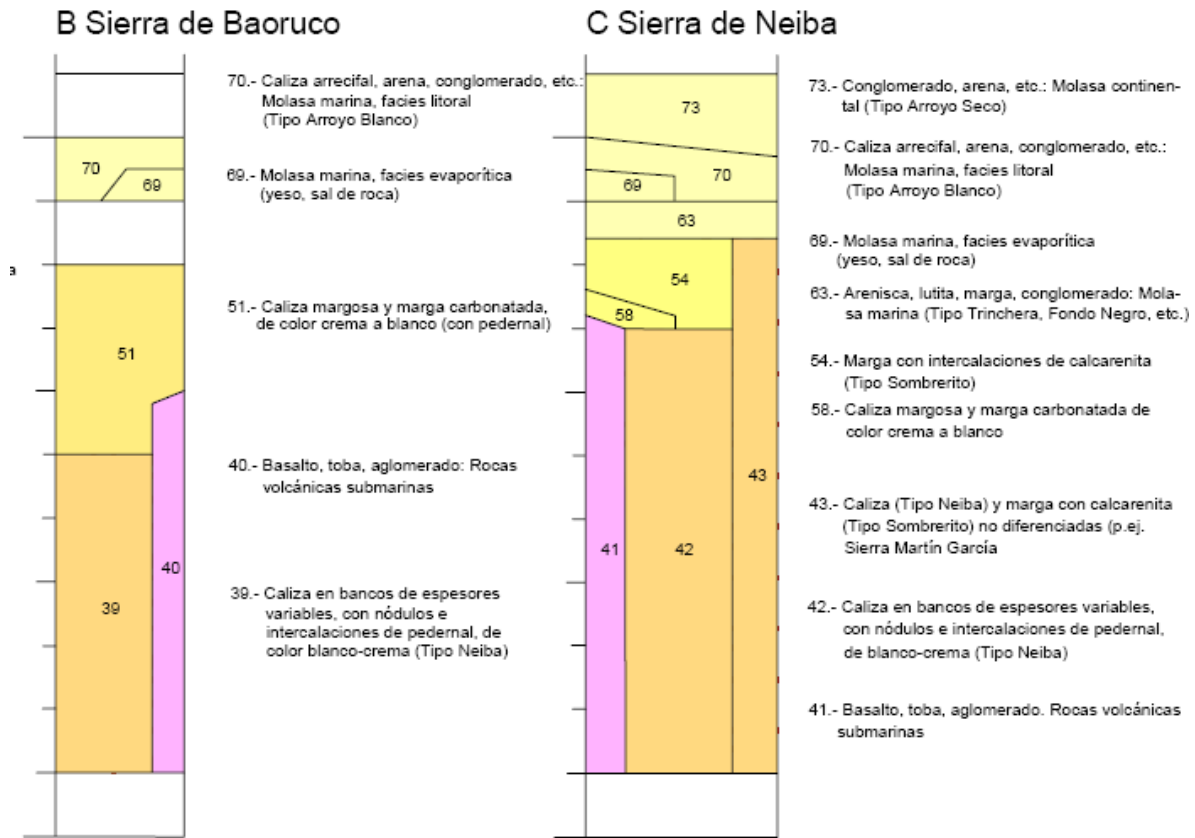 B Sierra de Baoruco
70.- Caliza arrecifal, arena, conglomerado, etc.:
Molasa marina, facies litoral
(Tipo Arroyo Blanco)
70
69
69.- Molasa marina, facies evaporítica
(yeso, sal de roca)
a
51.- Caliza margosa y marga carbonatada,
de color crema a blanco (con pedernal)
51
40.- Basalto, toba, aglomerado: Rocas
volcánicas submarinas
40
39
39.- Caliza en bancos de espesores
variables, con nódulos e
intercalaciones de pedernal, de
color blanco-crema (Tipo Neiba)
C Sierra de Neiba
73
70
69
63
54
58
43
41
42
73.- Conglomerado, arena, etc.: Molasa continen-
tal (Tipo Arroyo Seco)
70.- Caliza arrecifal, arena, conglomerado, etc.:
Molasa marina, facies litoral
(Tipo Arroyo Blanco)
69.- Molasa marina, facies evaporítica
(yeso, sal de roca)
63.- Arenisca, lutita, marga, conglomerado: Mola-
sa marina (Tipo Trinchera, Fondo Negro, etc.)
54.- Marga con intercalaciones de calcarenita
(Tipo Sombrerito)
58.- Caliza margosa y marga carbonatada de
color crema a blanco
43.- Caliza (Tipo Neiba) y marga con calcarenita
(Tipo Sombrerito) no diferenciadas (p.ej.
Sierra Martín García
42.- Caliza en bancos de espesores variables,
con nódulos e intercalaciones de pedernal,
de blanco-crema (Tipo Neiba)
41.- Basalto, toba, aglomerado. Rocas volcánicas
submarinas